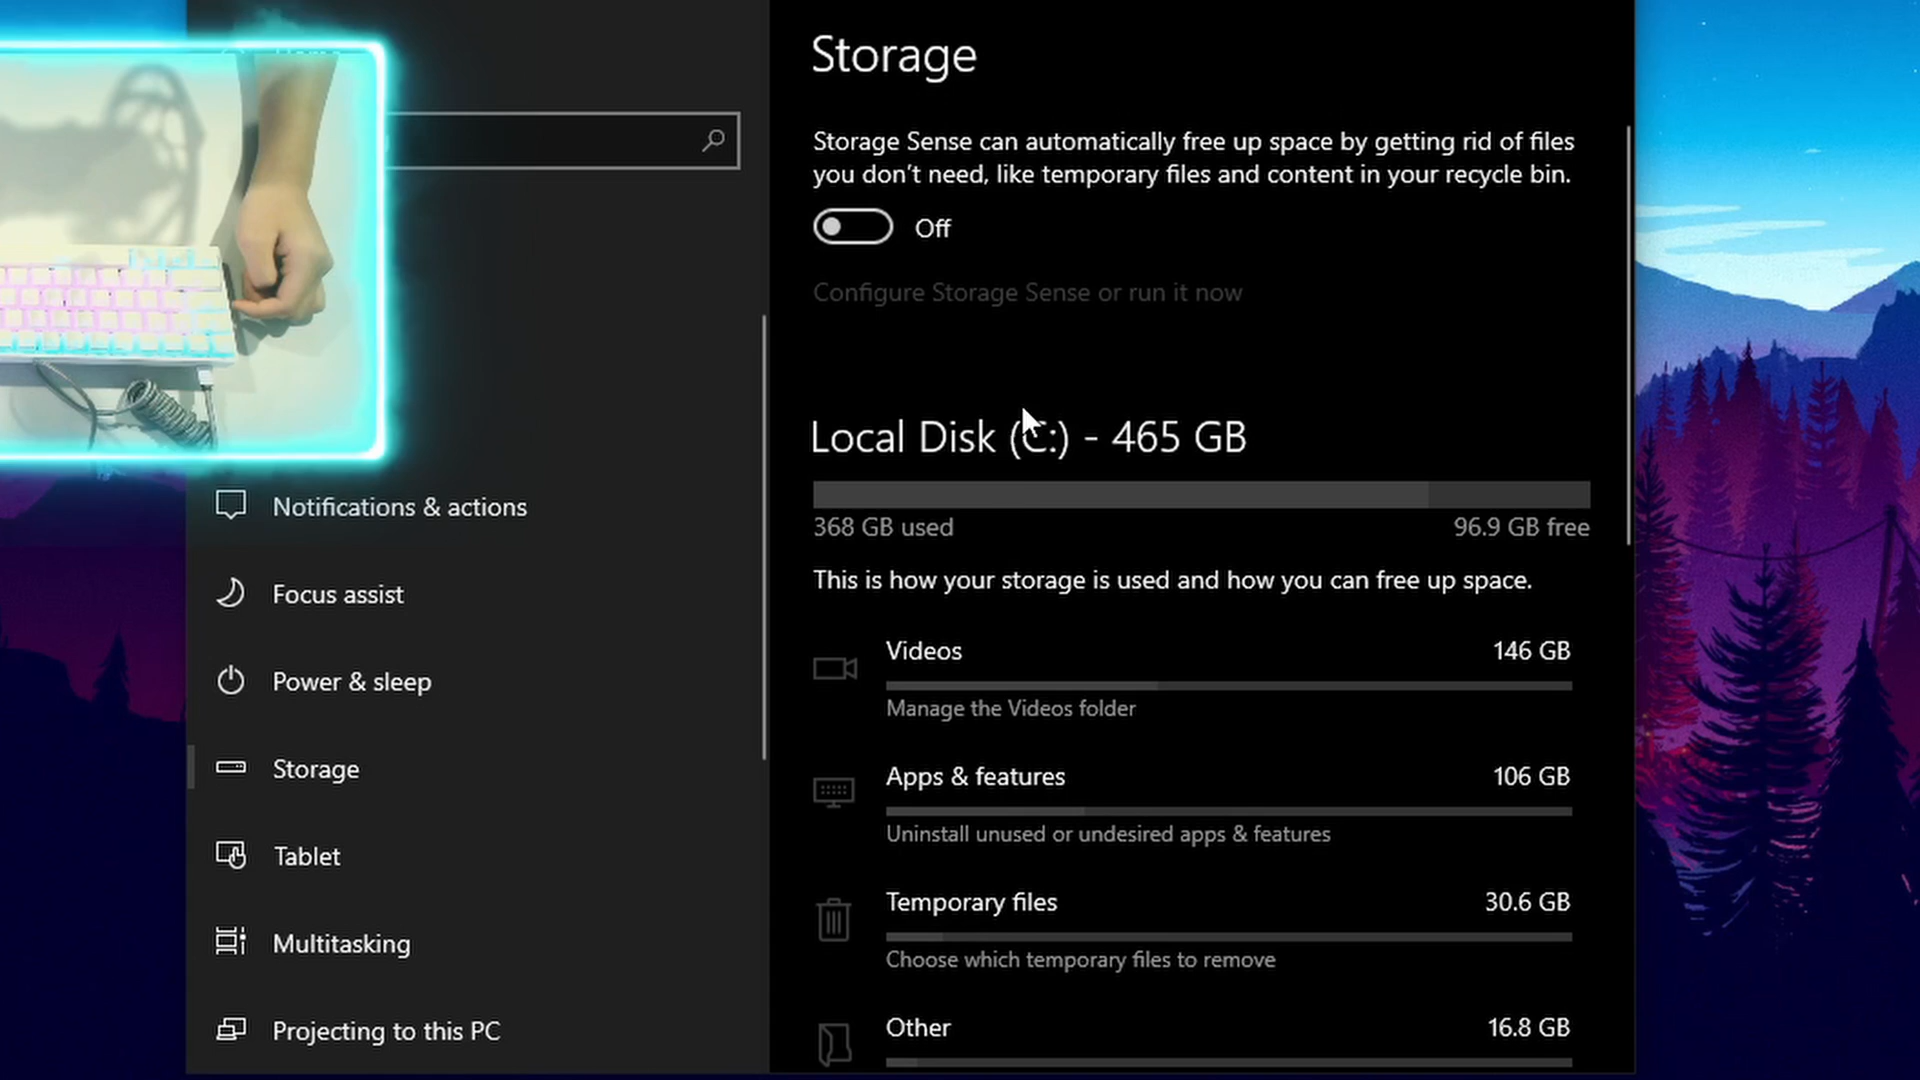 Storage
Storage Sense can automatically free up space by getting rid of files
you don't need, like temporary files and content in your recycle bin.
Off
Configure Storage Sense or run it now
Local Disk (C:) - 465 GB
368 GB used
96.9 GB free
This is how your storage is used and how you can free up space.
Videos
146 GB
Manage the Videos folder
Apps & features
106 GB
Uninstall unused or undesired apps & features
Temporary files
30.6 GB
Choose which temporary files to remove
Other
16.8 GB
Notifications & actions
Focus assist
Power & sleep
Storage
Tablet
Multitasking
Projecting to this PC